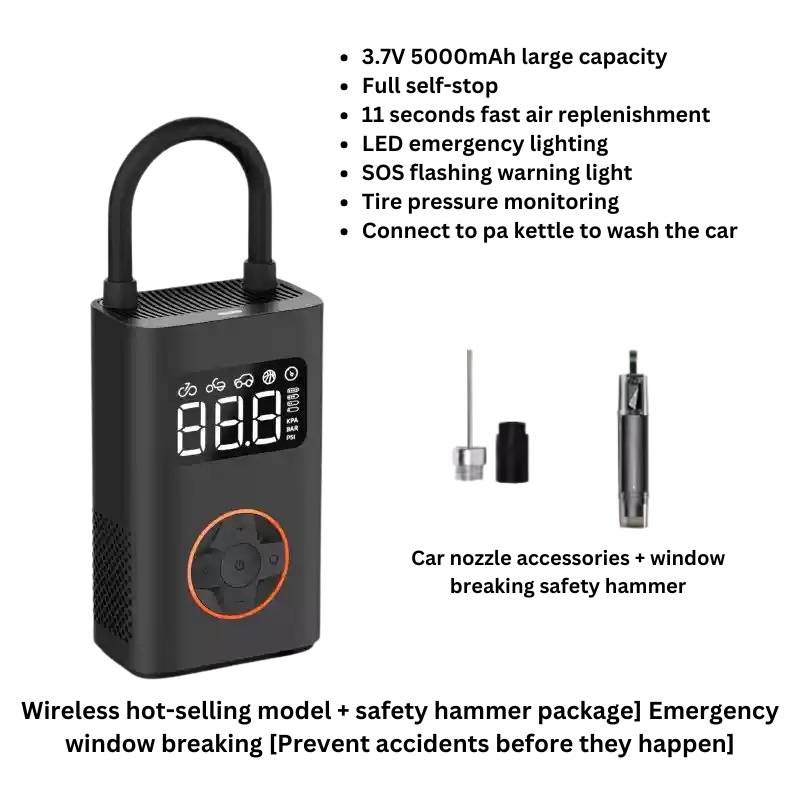 • 3.7V 5000mAh large capacity
• Full self-stop
• 11 seconds fast air replenishment
• LED emergency lighting
• SOS flashing warning light
• Tire pressure monitoring
• Connect to pa kettle to wash the car
88.8
KPA
BAR
PSI
Car nozzle accessories + window
breaking safety hammer
Wireless hot-selling model + safety hammer package] Emergency
window breaking [Prevent accidents before they happen]